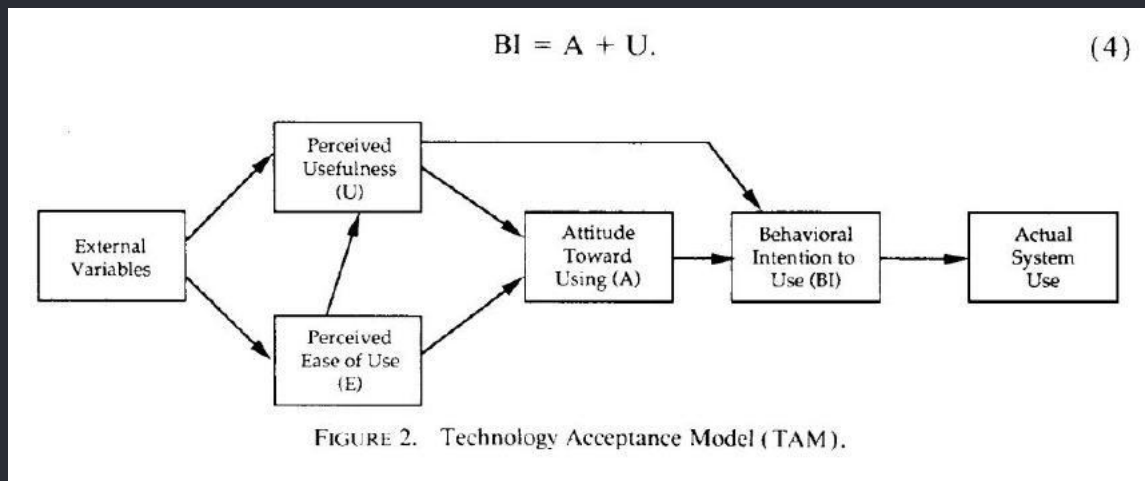 BI = A + U. (4)
Perceived
Usefulness
(U)
External
Variables
Perceived
Ease of Use
(E)
Attitude
Toward
Using (A)
Behavioral
Intention to
Use (BI)
Actual
System
Use
FIGURE 2. Technology Acceptance Model (TAM).